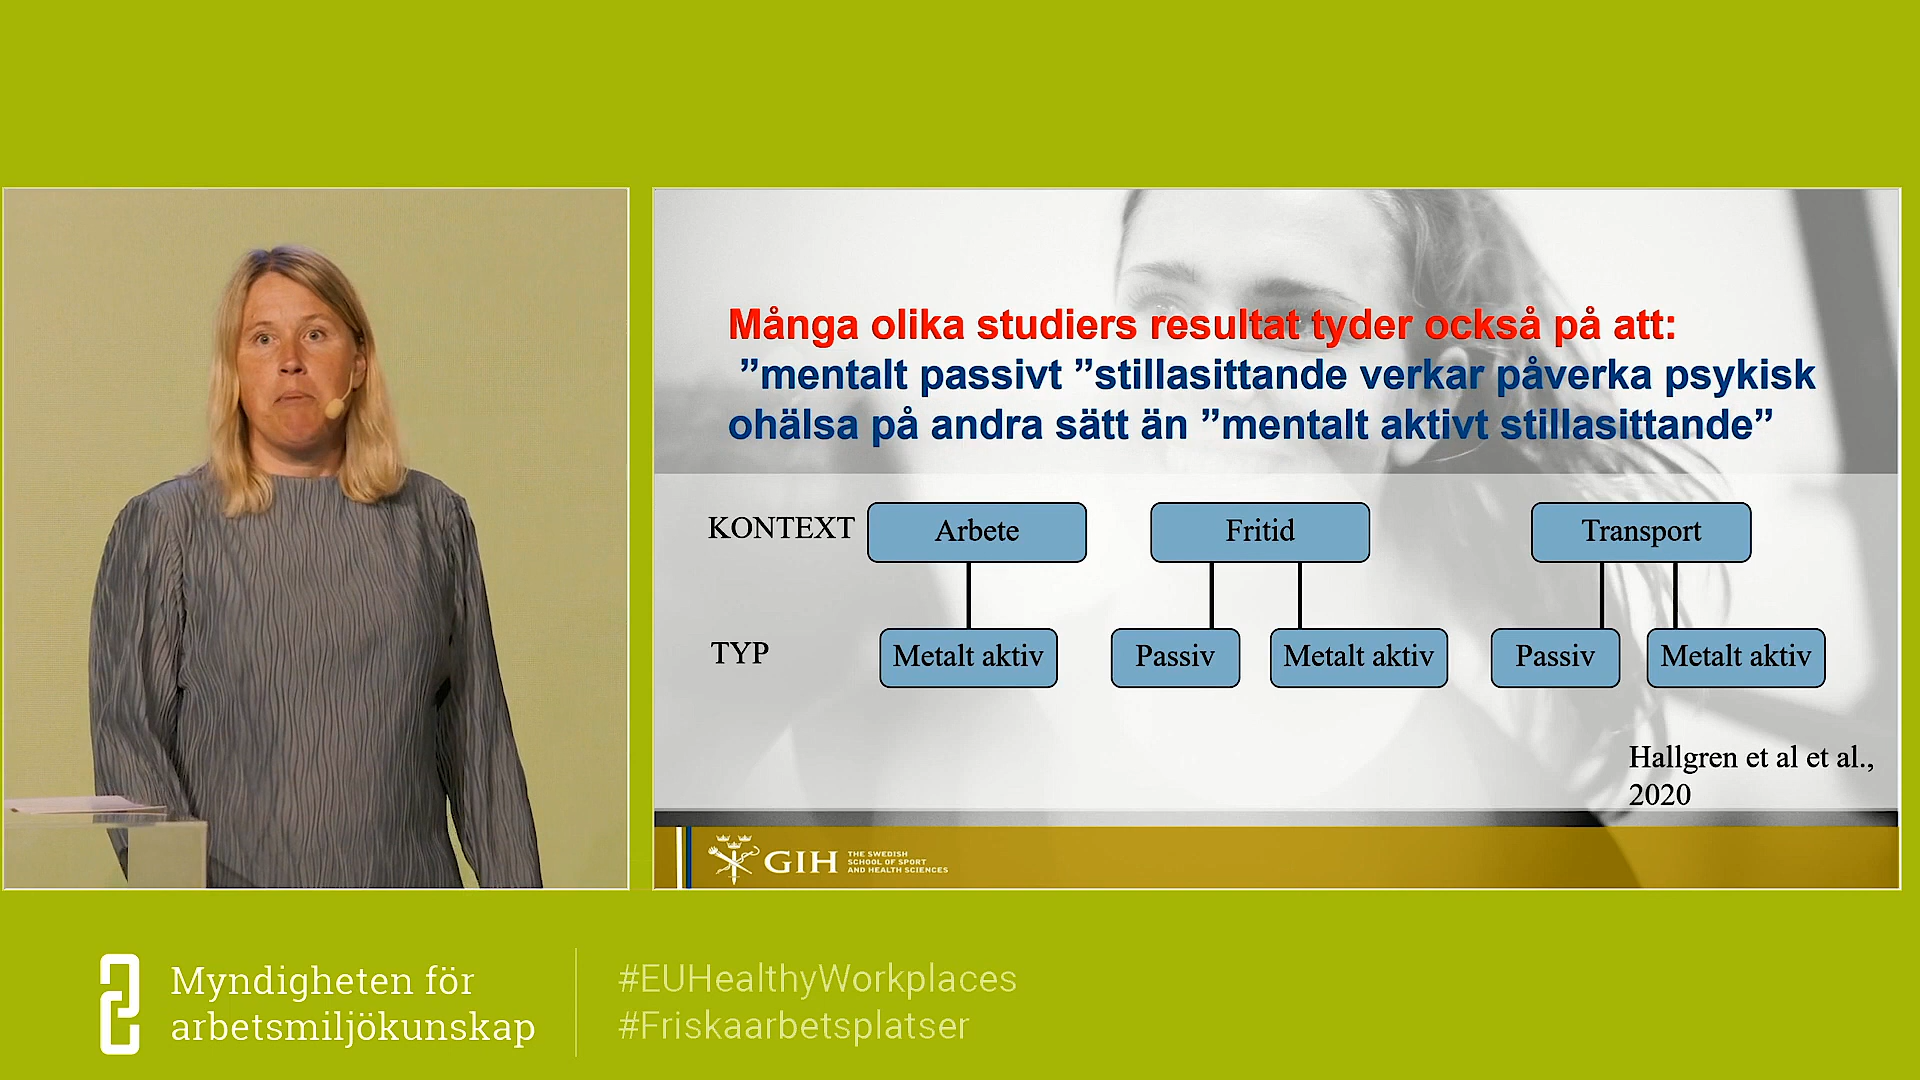 Många olika studiers resultat tyder också på att:
”mentalt passivt ”stillasittande verkar påverka psykisk
ohälsa på andra sätt än ”mentalt aktivt stillasittande”
KONTEXT Arbete Fritid Transport
TYP Metalt aktiv Passiv Metalt aktiv Passiv Metalt aktiv
Hallgren et al et al.,
2020
GIH
THE SWEDISH
SCHOOL OF SPORT
AND HEALTH SCIENCES
Myndigheten för
arbetsmiljökunskap
#EUHealthyWorkplaces
#Friskaarbetsplatser